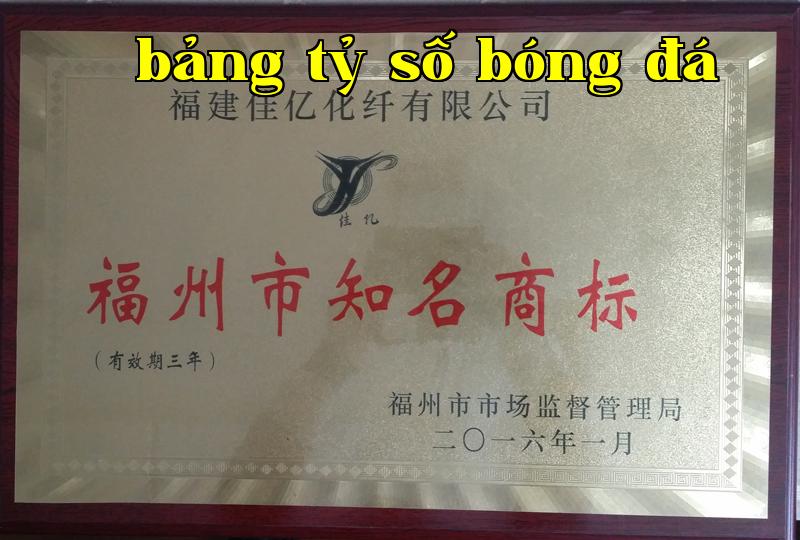 bảng tỷ số bóng đá
福建佳亿化纤有限公司
佳亿
福州市知名商标
（有效期三年）
福州市市场监督管理局
二〇一六年一月